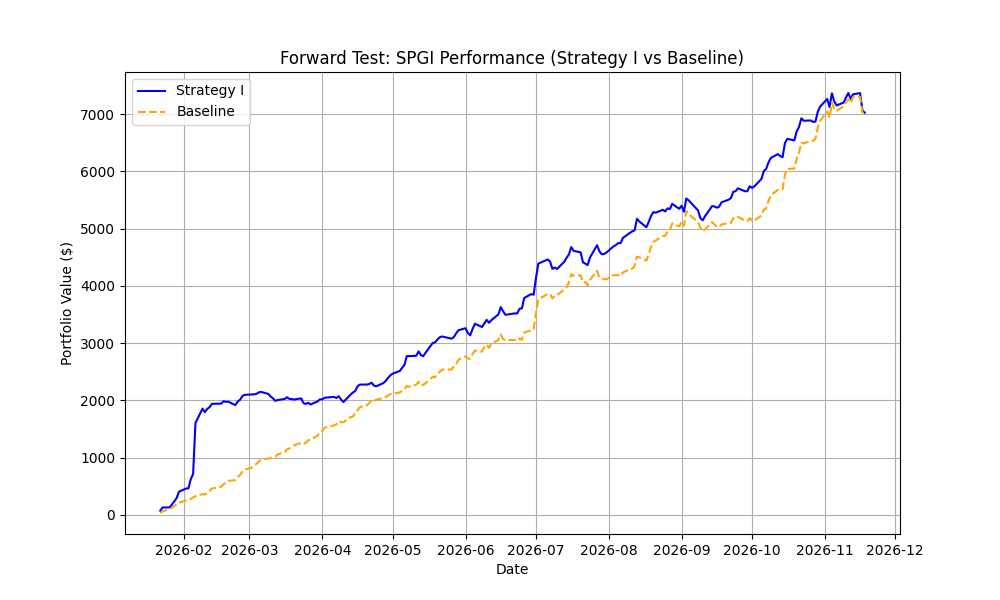 Forward Test: SPGI Performance (Strategy I vs Baseline)
Strategy I
Baseline
Portfolio Value ($)
7000
6000
5000
4000
3000
2000
1000
0
2026-02 2026-03 2026-04 2026-05 2026-06 2026-07 2026-08 2026-09 2026-10 2026-11 2026-12
Date